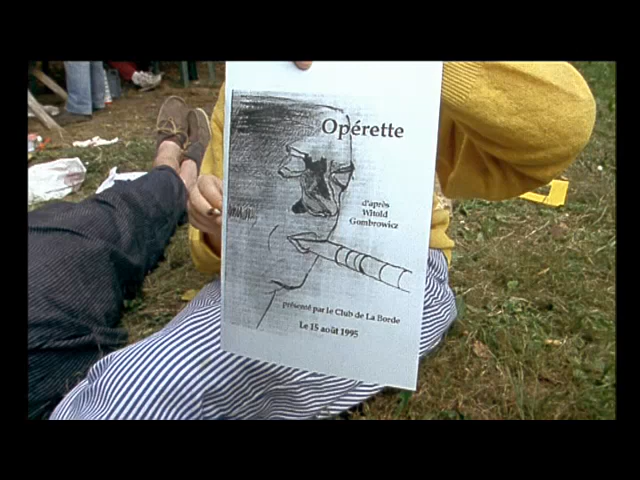 Opérette
d'après
Witold
Gombrowicz
présenté par le Club de La Borde
Le 15 août 1995